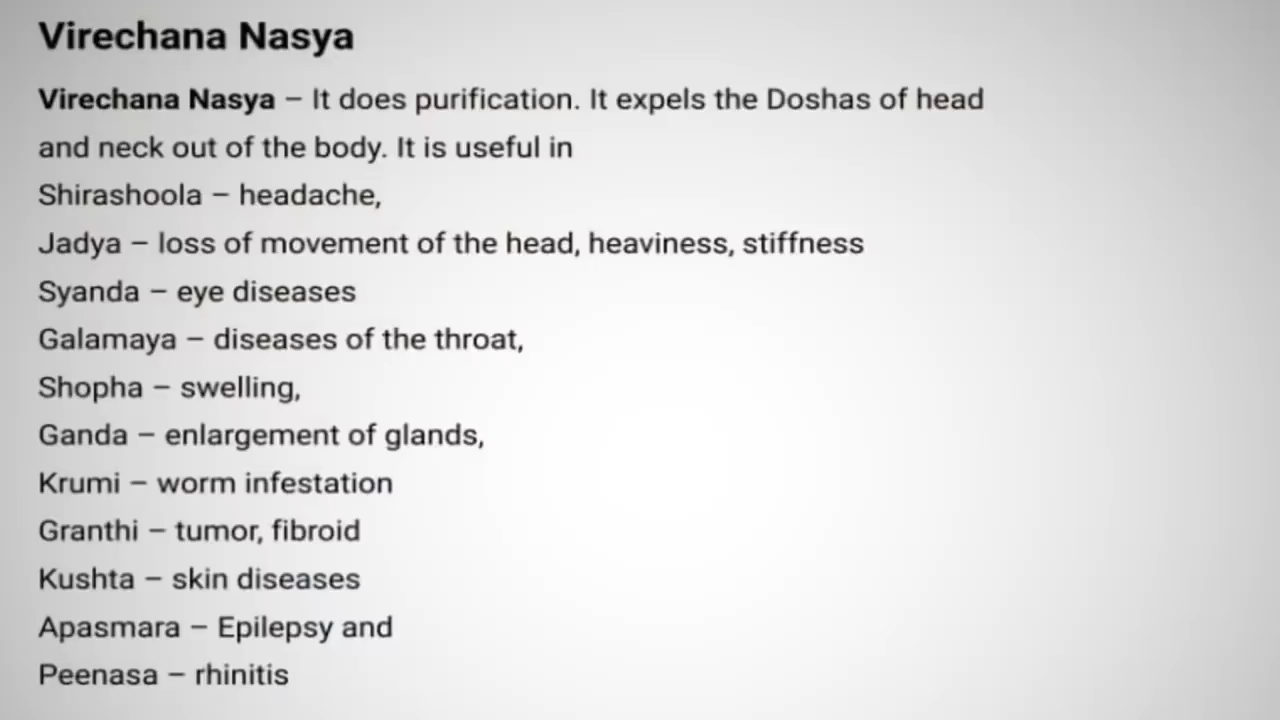 Virechana Nasya
Virechana Nasya – It does purification. It expels the Doshas of head
and neck out of the body. It is useful in
Shirashoola – headache,
Jadya – loss of movement of the head, heaviness, stiffness
Syanda – eye diseases
Galamaya – diseases of the throat,
Shopha – swelling,
Ganda – enlargement of glands,
Krumi – worm infestation
Granthi – tumor, fibroid
Kushta – skin diseases
Apasmara – Epilepsy and
Peenasa – rhinitis